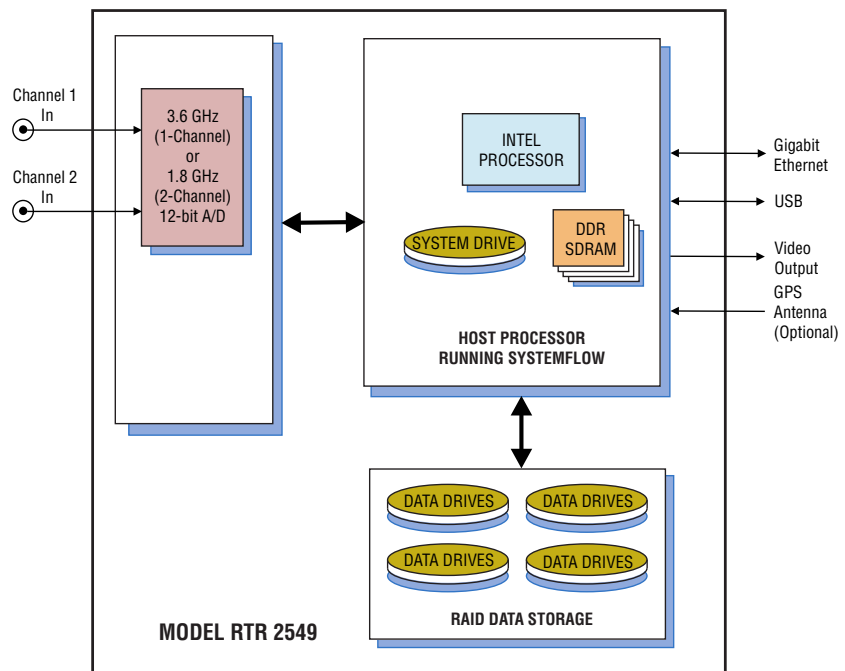 Channel 1
In
Channel 2
In
3.6 GHz
(1-Channel)
or
1.8 GHz
(2-Channel)
12-bit A/D
INTEL
PROCESSOR
SYSTEM DRIVE
DDR
SDRAM
HOST PROCESSOR
RUNNING SYSTEMFLOW
Gigabit
Ethernet
USB
Video
Output
GPS
Antenna
(Optional)
DATA DRIVES
DATA DRIVES
DATA DRIVES
DATA DRIVES
RAID DATA STORAGE
MODEL RTR 2549